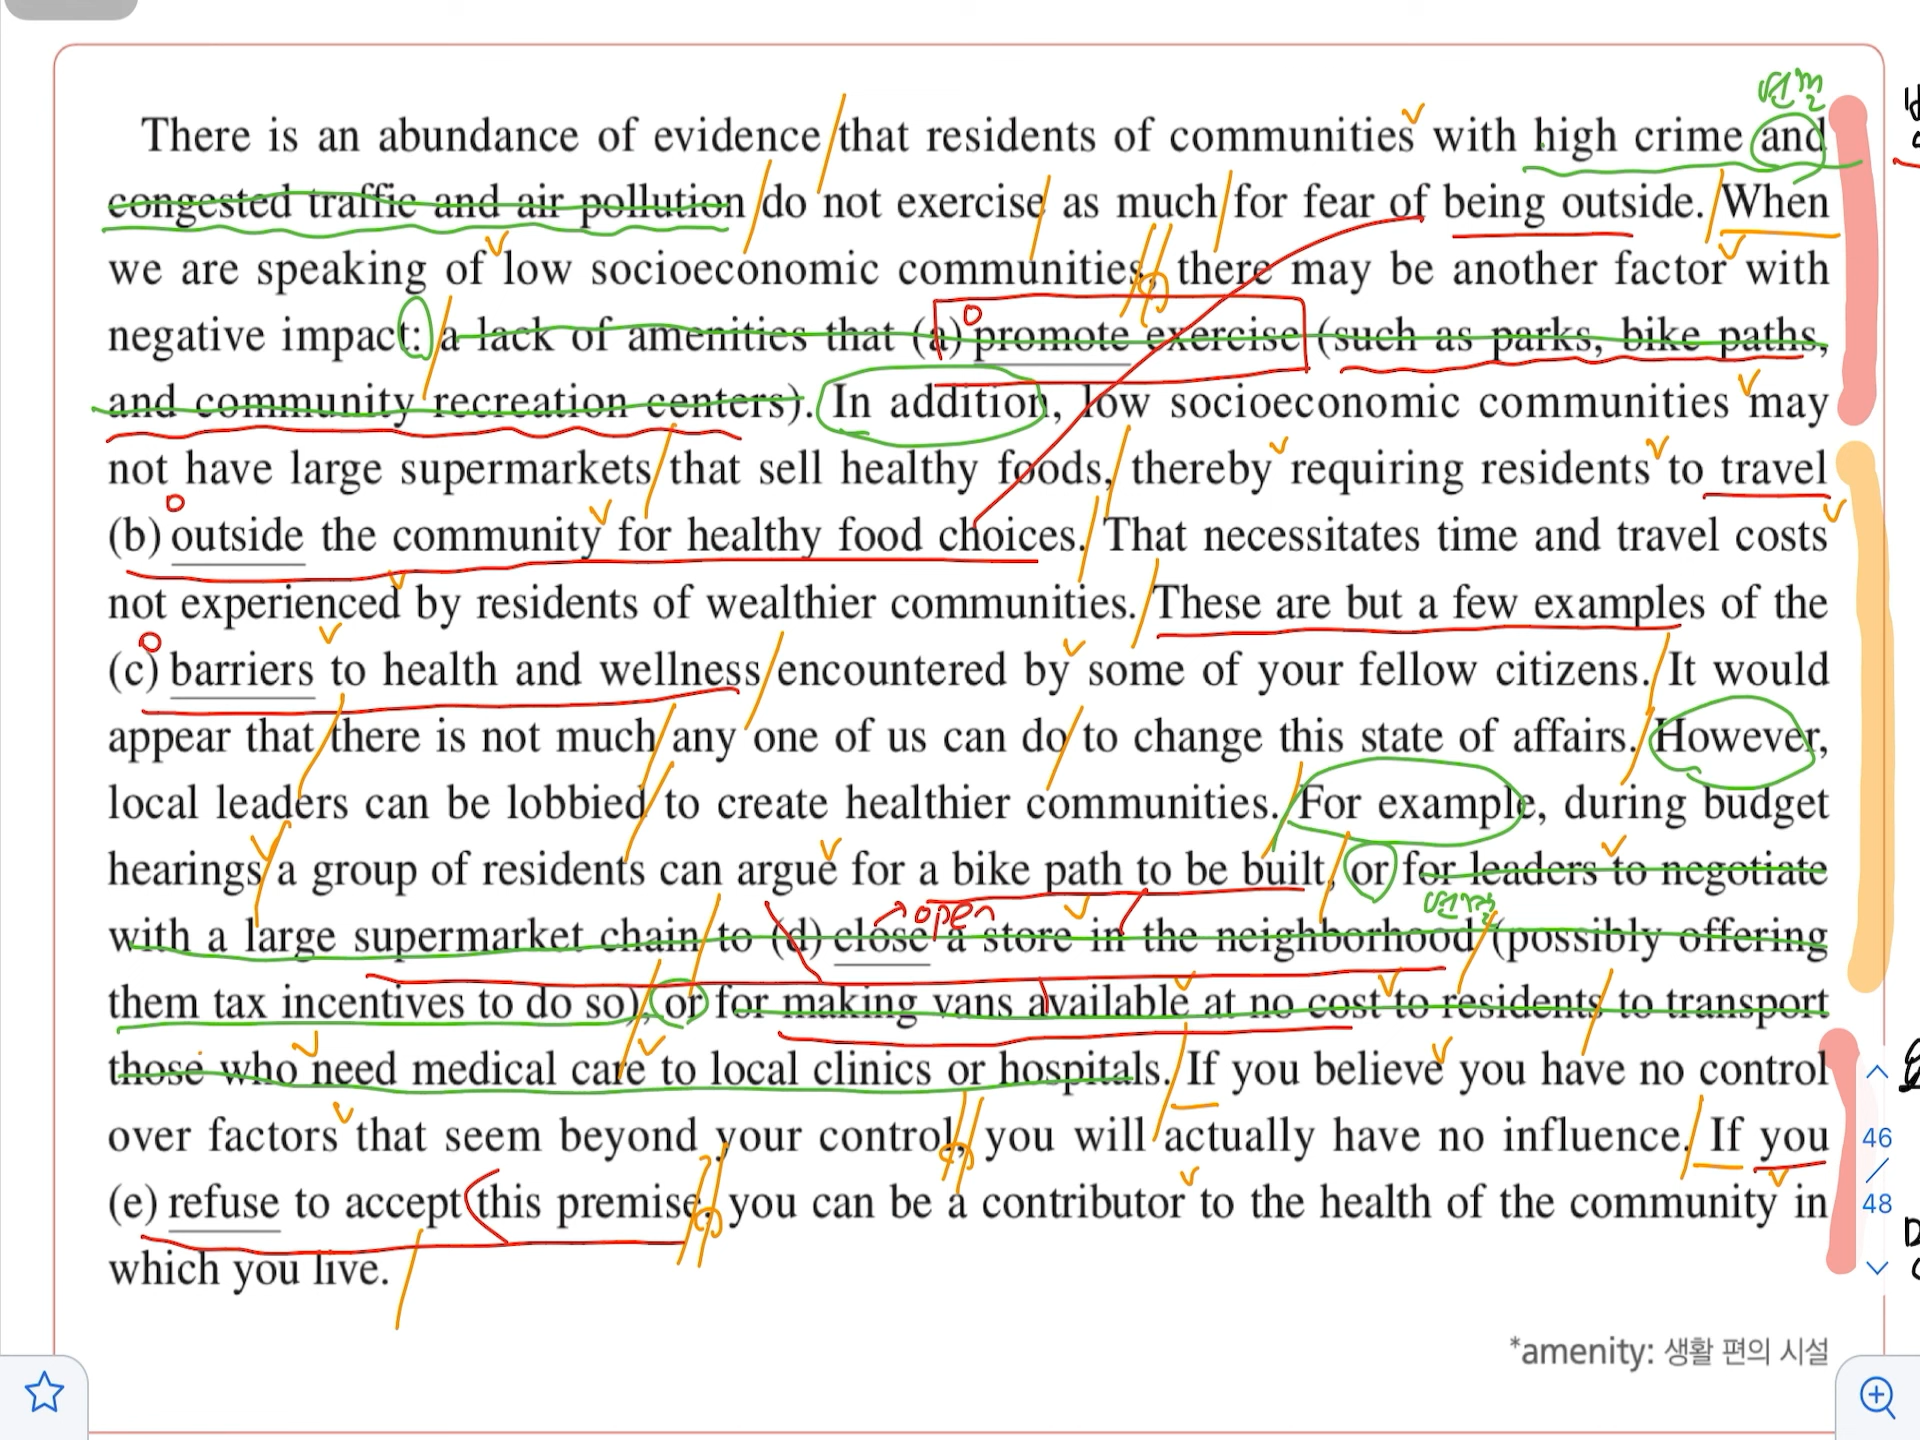 연결
There is an abundance of evidence that residents of communities with high crime and
congested traffic and air pollution do not exercise as much for fear of being outside. When
we are speaking of low socioeconomic communities, there may be another factor with
negative impact: a lack of amenities that (a) promote exercise (such as parks, bike paths,
and community recreation centers). In addition, low socioeconomic communities may
not have large supermarkets that sell healthy foods, thereby requiring residents to travel
(b) outside the community for healthy food choices. That necessitates time and travel costs
not experienced by residents of wealthier communities. These are but a few examples of the
(c) barriers to health and wellness encountered by some of your fellow citizens. It would
appear that there is not much any one of us can do to change this state of affairs. However,
local leaders can be lobbied to create healthier communities. For example, during budget
hearings a group of residents can argue for a bike path to be built, or for leaders to negotiate
open 연결
with a large supermarket chain to (d) close a store in the neighborhood (possibly offering
them tax incentives to do so), or for making vans available at no cost to residents to transport
those who need medical care to local clinics or hospitals. If you believe you have no control
over factors that seem beyond your control, you will actually have no influence. If you
46
/
(e) refuse to accept this premise, you can be a contributor to the health of the community in
48
which you live.
*amenity: 생활 편의 시설